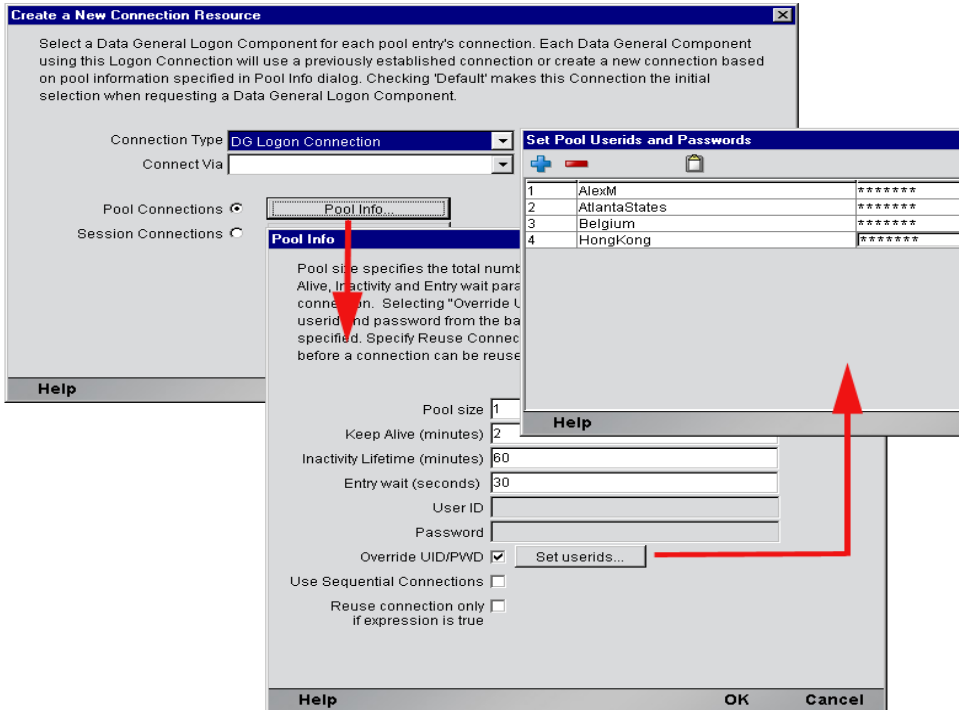 Create a New Connection Resource
Select a Data General Logon Component for each pool entry's connection. Each Data General Component
using this Logon Connection will use a previously established connection or create a new connection based
on pool information specified in Pool Info dialog. Checking 'Default' makes this Connection the initial
selection when requesting a Data General Logon Component.
Connection Type DG Logon Connection
Connect Via
Pool Connections
Pool Info...
Session Connections
Help
Set Pool Userids and Passwords
1 AlexM *******
2 AtlantaStates *******
3 Belgium *******
4 HongKong *******
Help
Pool Info
Pool size specifies the total
Alive, Inactivity and Entry wait
connection. Selecting "Override
userid and password from the
specified. Specify Reuse
before a connection can be
Pool size 1
Keep Alive (minutes) 2
Inactivity Lifetime (minutes) 60
Entry wait (seconds) 30
User ID
Password
Override UID/PWD
Set userids...
Use Sequential Connections
Reuse connection only
if expression is true
Help OK Cancel